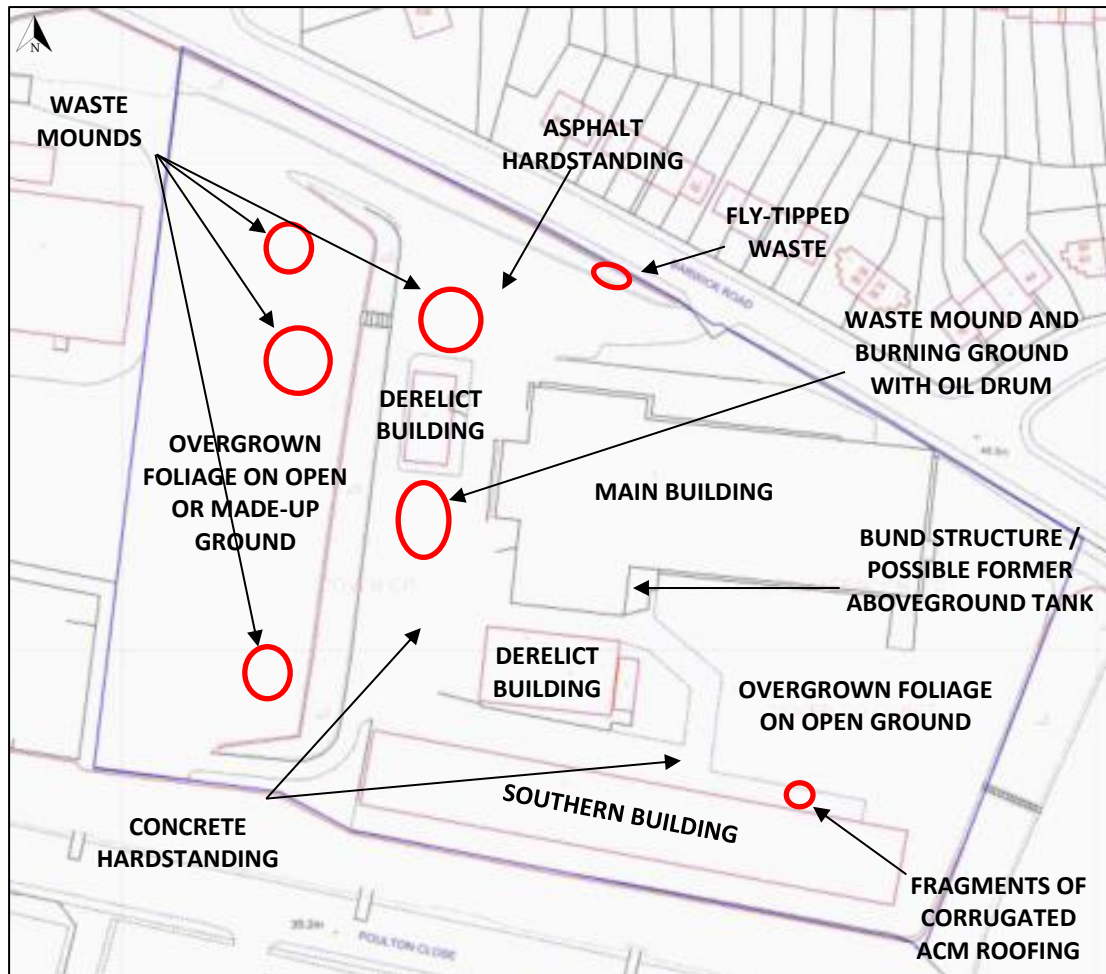 N
WASTE
MOUNDS
ASPHALT
HARDSTANDING
FLY-TIPPED
WASTE
WASTE MOUND AND
BURNING GROUND
WITH OIL DRUM
DERELICT
BUILDING
OVERGROWN
FOLIAGE ON OPEN
OR MADE-UP
GROUND
MAIN BUILDING
BUND STRUCTURE /
POSSIBLE FORMER
ABOVEGROUND TANK
DERELICT
BUILDING
OVERGROWN FOLIAGE
ON OPEN GROUND
SOUTHERN BUILDING
CONCRETE
HARDSTANDING
FRAGMENTS OF
CORRUGATED
ACM ROOFING
POULTON CLOSE